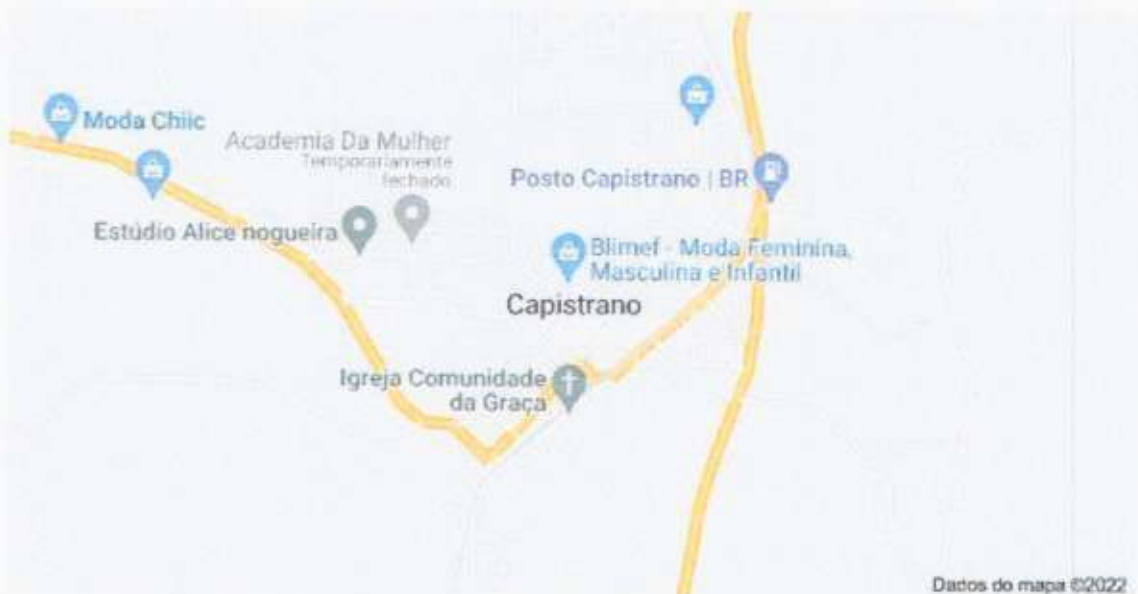 Moda Chiic
Academia Da Mulher
Temporariamente
fechado
Posto Capistrano | BR
Estúdio Alice nogueira
Blimef - Moda Feminina,
Masculina e Infantil
Capistrano
Igreja Comunidade
da Graça
Dados do mapa ©2022